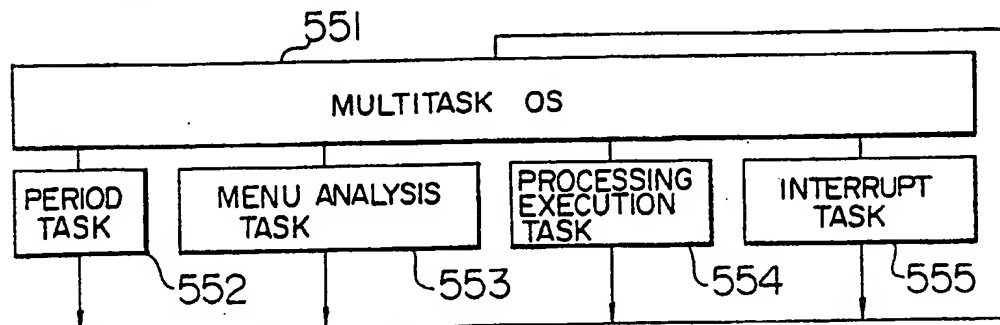 551
MULTITASK OS
PERIOD
TASK
MENU ANALYSIS
TASK
PROCESSING
EXECUTION
TASK
INTERRUPT
TASK
552
553
554
555